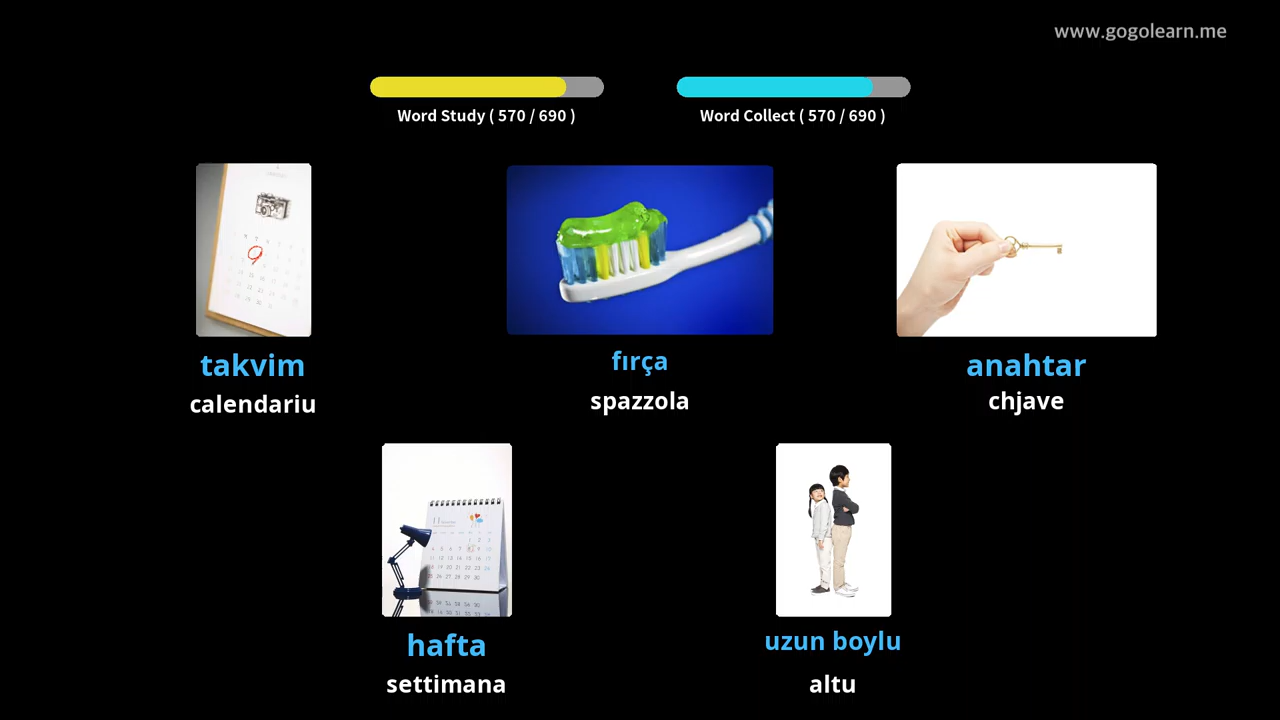 www.gogolearn.me
Word Study ( 570 / 690 )
Word Collect ( 570 / 690 )
takvim
calendariu
fırça
spazzola
anahtar
chjave
hafta
settimana
uzun boylu
altu